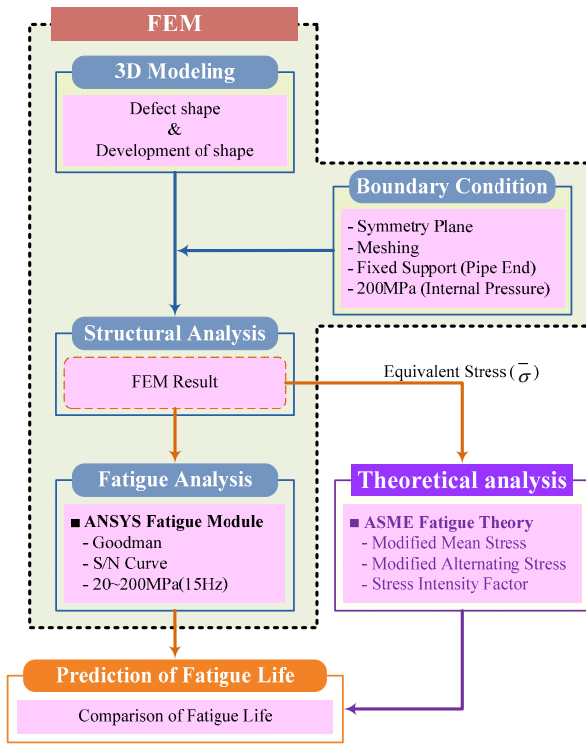 FEM
3D Modeling
Defect shape
&
Development of shape
Boundary Condition
- Symmetry Plane
- Meshing
- Fixed Support (Pipe End)
- 200MPa (Internal Pressure)
Structural Analysis
FEM Result
Equivalent Stress (σ̅)
Fatigue Analysis
■ ANSYS Fatigue Module
- Goodman
- S/N Curve
- 20~200MPa(15Hz)
Theoretical analysis
■ ASME Fatigue Theory
- Modified Mean Stress
- Modified Alternating Stress
- Stress Intensity Factor
Prediction of Fatigue Life
Comparison of Fatigue Life